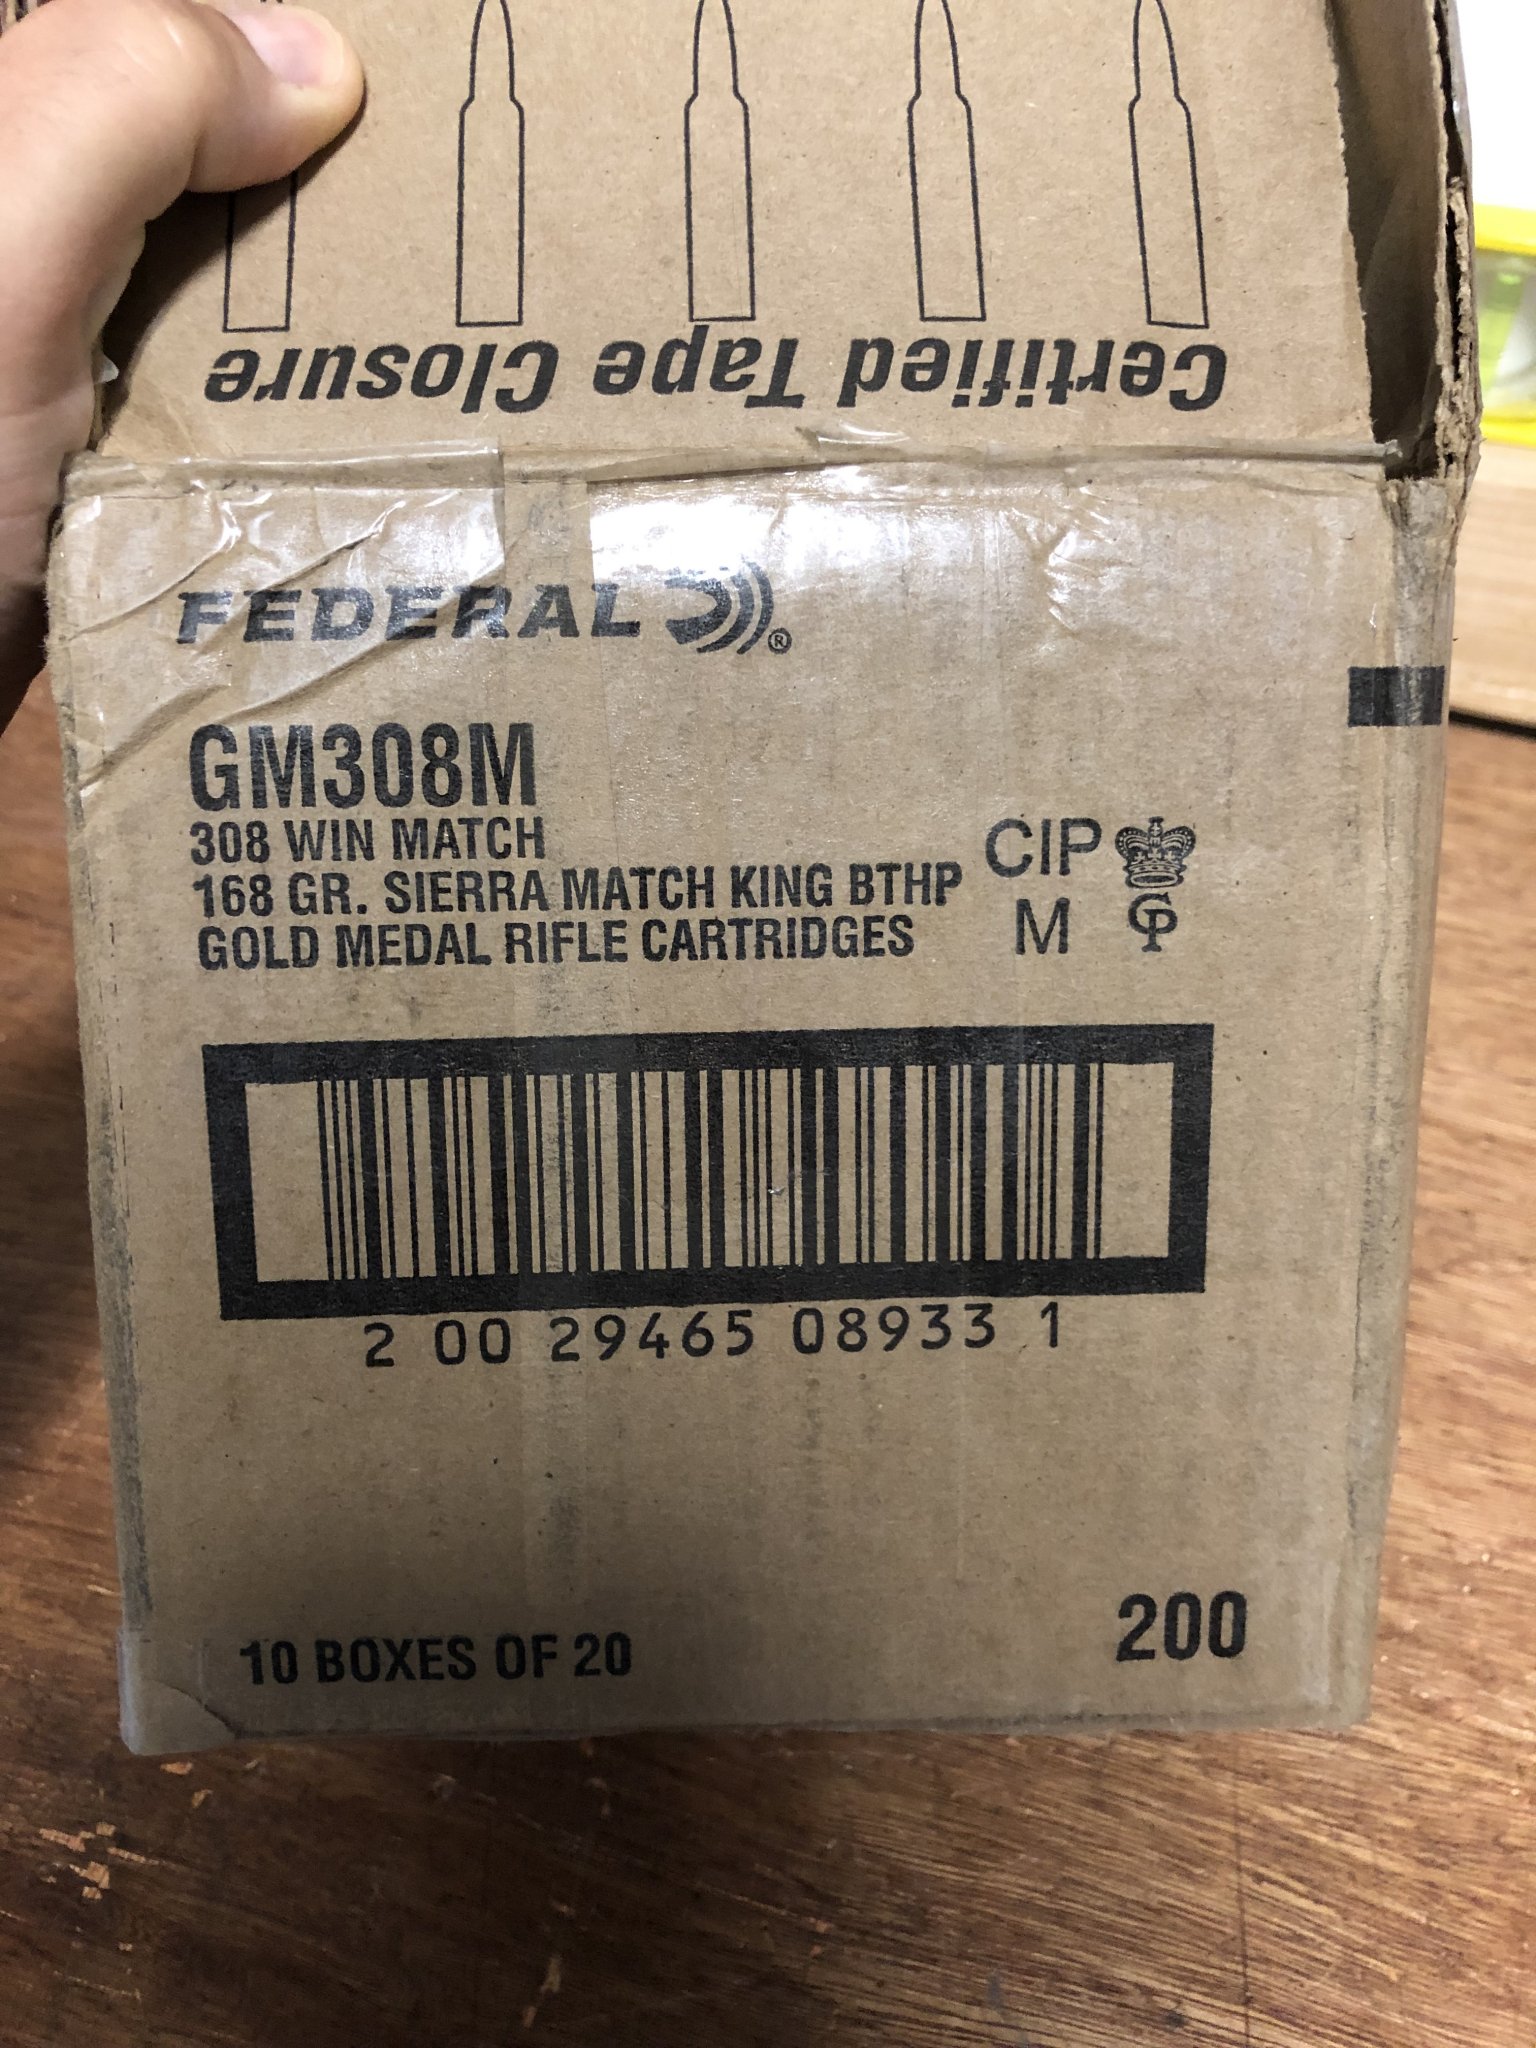 Certified Tape Closure
FEDERAL ®
GM308M
308 WIN MATCH
168 GR. SIERRA MATCH KING BTHP
GOLD MEDAL RIFLE CARTRIDGES
CIP
M
GP
2 00 29465 08933 1
10 BOXES OF 20
200